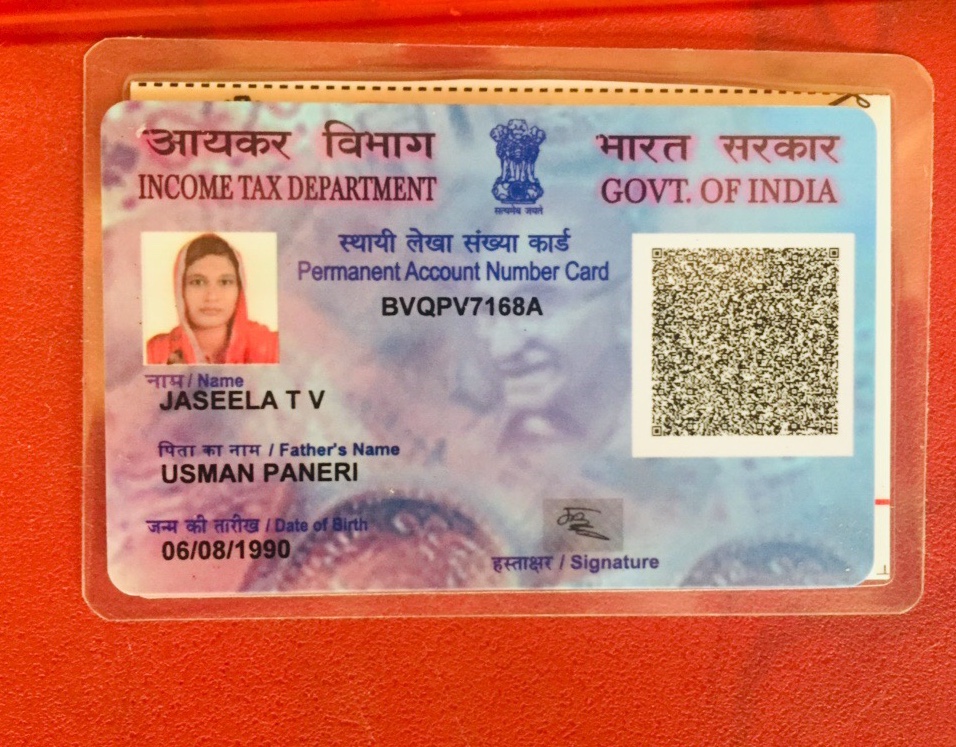 आयकर विभाग
INCOME TAX DEPARTMENT
सत्यमेव जयते
भारत सरकार
GOVT. OF INDIA
स्थायी लेखा संख्या कार्ड
Permanent Account Number Card
BVQPV7168A
नाम / Name
JASEELA T V
पिता का नाम / Father's Name
USMAN PANERI
जन्म की तारीख / Date of Birth
06/08/1990
हस्ताक्षर / Signature